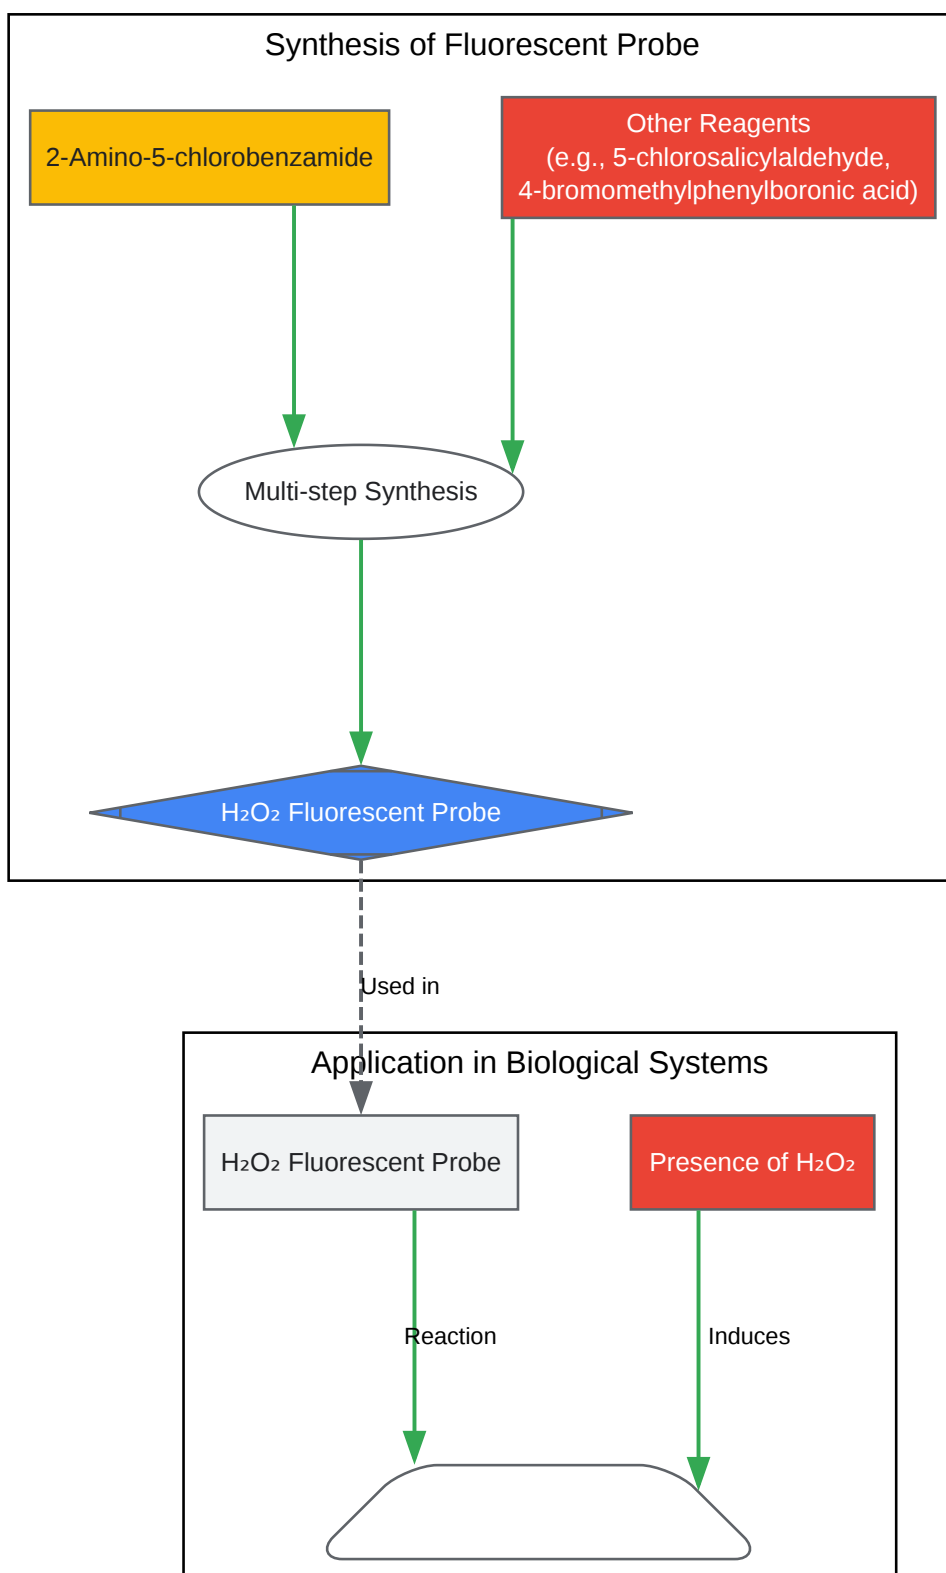 Synthesis of Fluorescent Probe
2-Amino-5-chlorobenzamide
Other Reagents
(e.g., 5-chlorosalicylaldehyde,
4-bromomethylphenylboronic acid)
Multi-step Synthesis
H₂O₂ Fluorescent Probe
Used in
Application in Biological Systems
H₂O₂ Fluorescent Probe
Presence of H₂O₂
Reaction
Induces